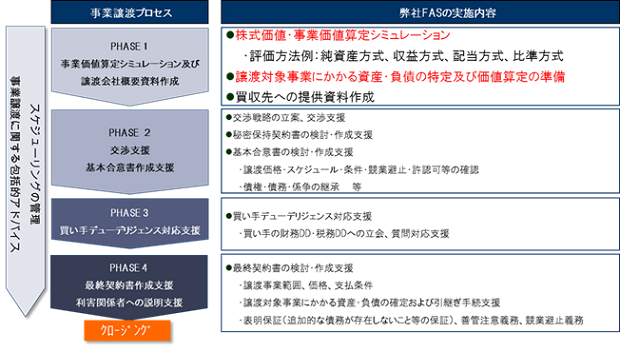 事業譲渡プロセス
弊社FASの実施内容
スケジューリングの管理
事業譲渡に関する包括的アドバイス
PHASE 1
事業価値算定シミュレーション及び
譲渡会社概要資料作成
●株式価値・事業価値算定シミュレーション
・評価方法例：純資産方式、収益方式、配当方式、比準方式
●譲渡対象事業にかかる資産・負債の特定及び価値算定の準備
●買収先への提供資料作成
PHASE 2
交渉支援
基本合意書作成支援
●交渉戦略の立案、交渉支援
●秘密保持契約書の検討・作成支援
●基本合意書の検討・作成支援
・譲渡価格・スケジュール・条件・競業避止・許認可等の確認
・債権・債務・係争の継承　等
PHASE 3
買い手デューデリジェンス対応支援
●買い手デューデリジェンス対応支援
・買い手の財務DD・税務DDへの立会、質問対応支援
PHASE 4
最終契約書作成支援
利害関係者への説明支援
●最終契約書の検討・作成支援
・譲渡事業範囲、価格、支払条件
・譲渡対象事業にかかる資産・負債の確定および引継ぎ手続支援
・表明保証（追加的な債務が存在しないこと等の保証）、善管注意義務、競業避止義務
ｸﾛｰｼﾞﾝｸﾞ